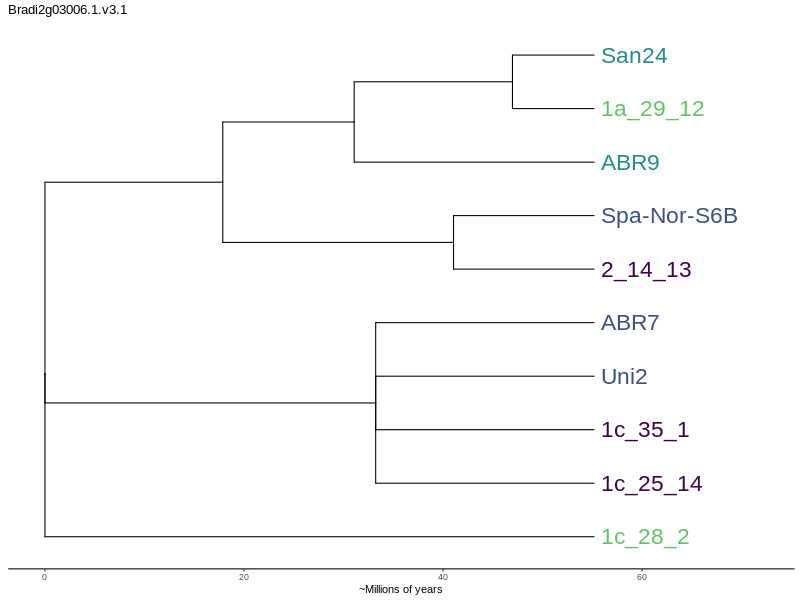 Bradi2g03006.1.v3.1
San24
1a_29_12
ABR9
Spa-Nor-S6B
2_14_13
ABR7
Uni2
1c_35_1
1c_25_14
1c_28_2
0 20 40 60
~Millions of years